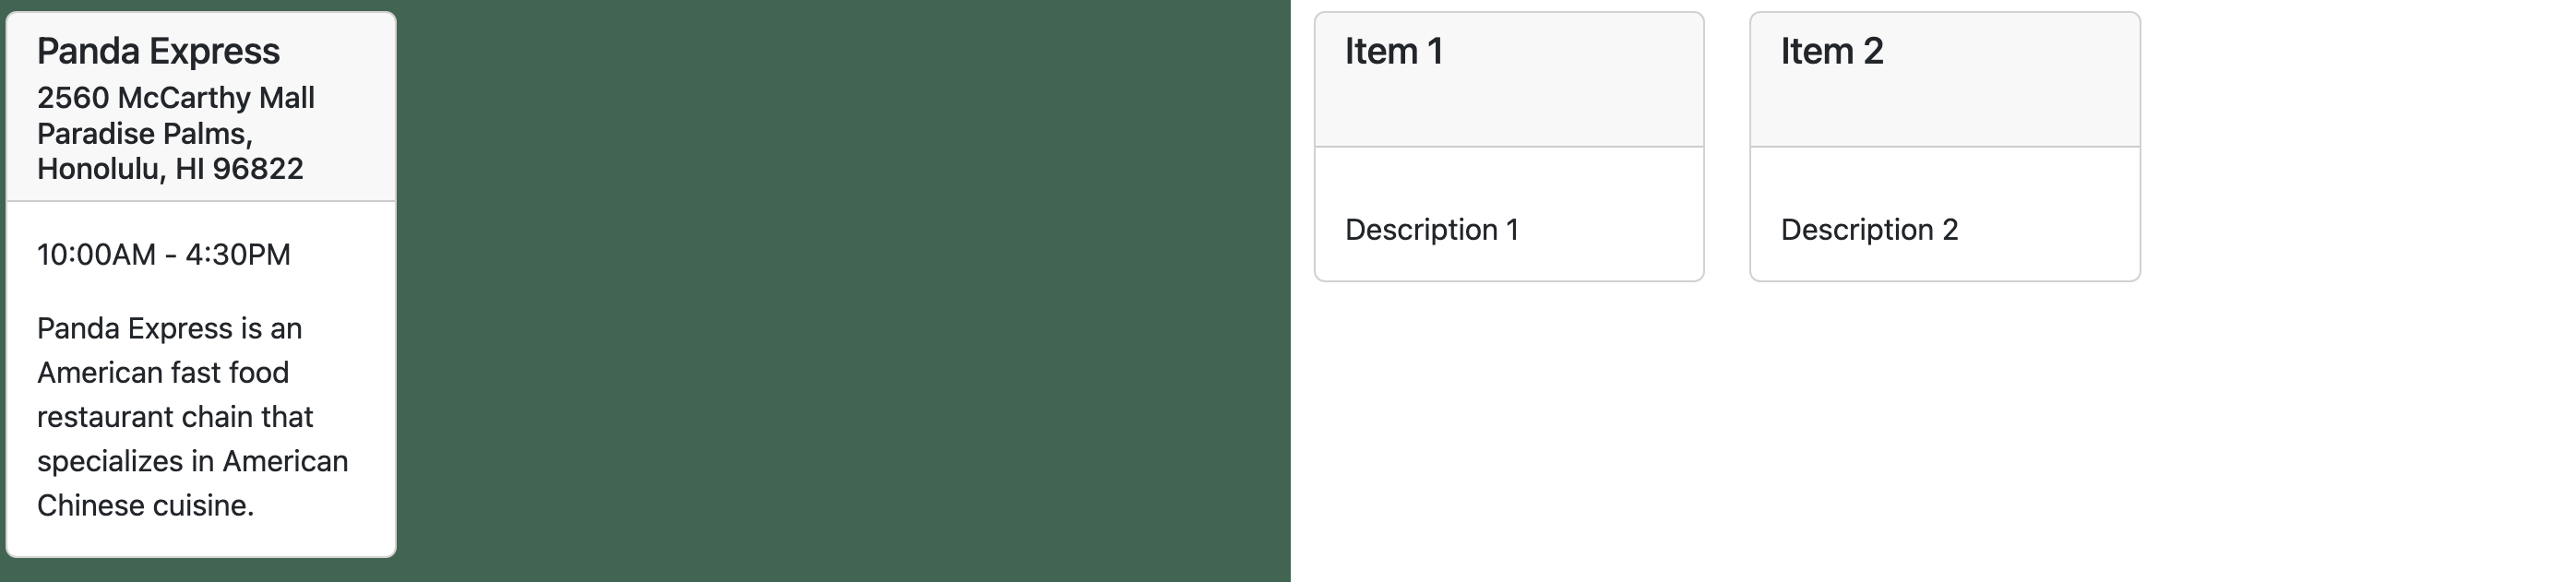 Panda Express
2560 McCarthy Mall
Paradise Palms,
Honolulu, HI 96822
10:00AM - 4:30PM
Panda Express is an
American fast food
restaurant chain that
specializes in American
Chinese cuisine.
Item 1
Description 1
Item 2
Description 2